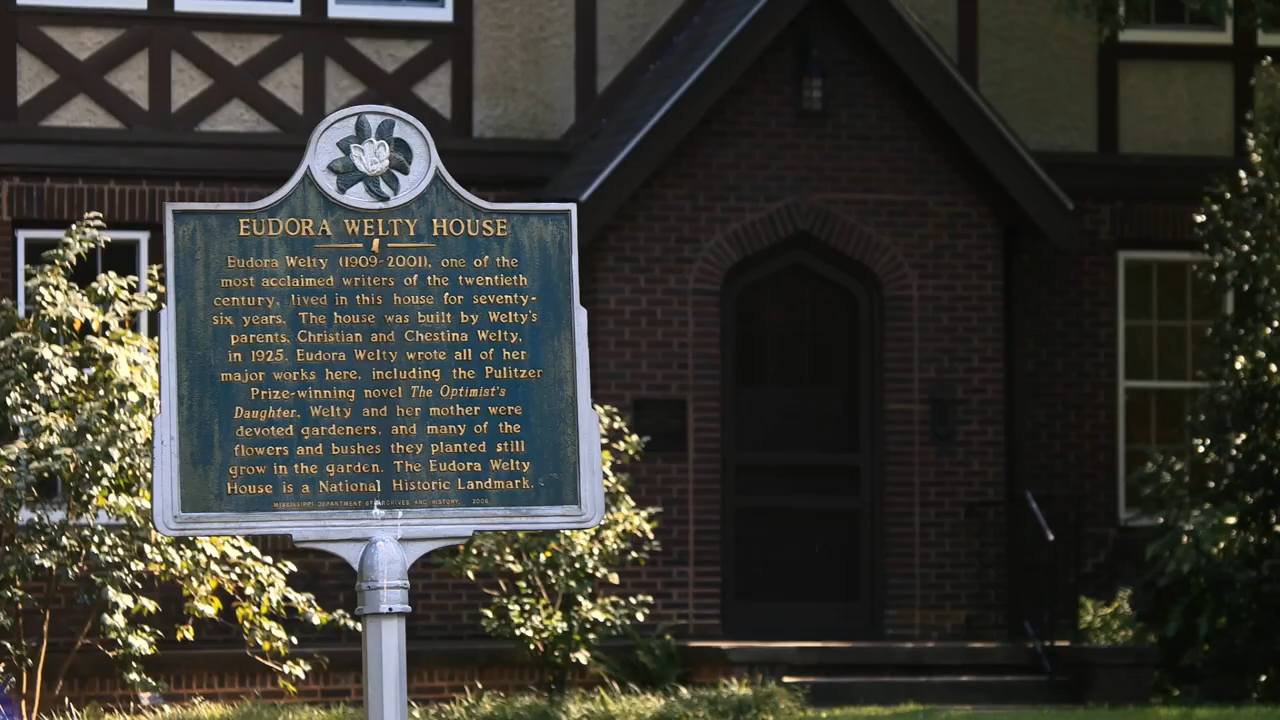 EUDORA WELTY HOUSE
Eudora Welty (1909-2001), one of the
most acclaimed writers of the twentieth
century, lived in this house for seventy-
six years. The house was built by Welty's
parents, Christian and Chestina Welty,
in 1925. Eudora Welty wrote all of her
major works here, including the Pulitzer
Prize-winning novel The Optimist's
Daughter. Welty and her mother were
devoted gardeners, and many of the
flowers and bushes they planted still
grow in the garden. The Eudora Welty
House is a National Historic Landmark.
MISSISSIPPI DEPARTMENT OF ARCHIVES AND HISTORY,